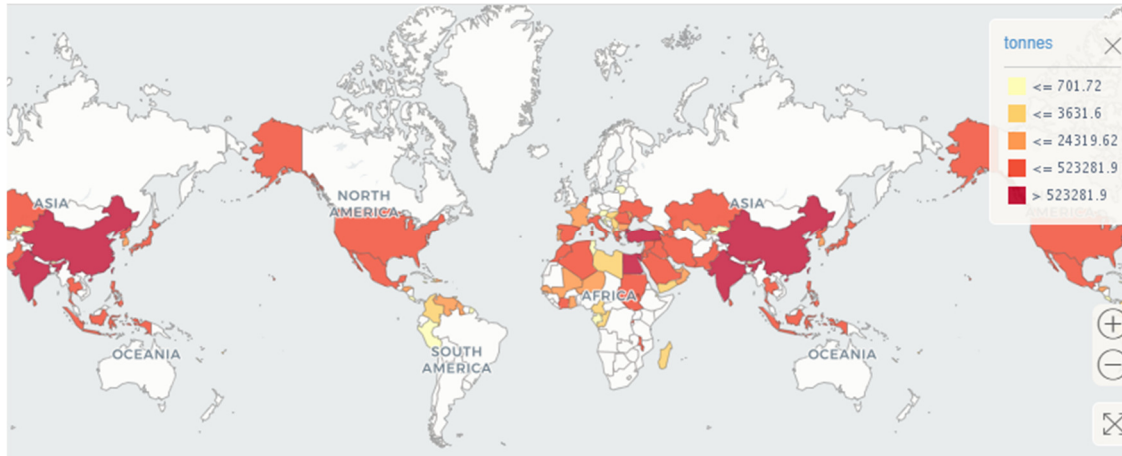 tonnes
<= 701.72
<= 3631.6
<= 24319.62
<= 523281.9
> 523281.9
ASIA
NORTH
AMERICA
ASIA
AMERICA
AFRICA
OCEANIA
SOUTH
AMERICA
OCEANIA